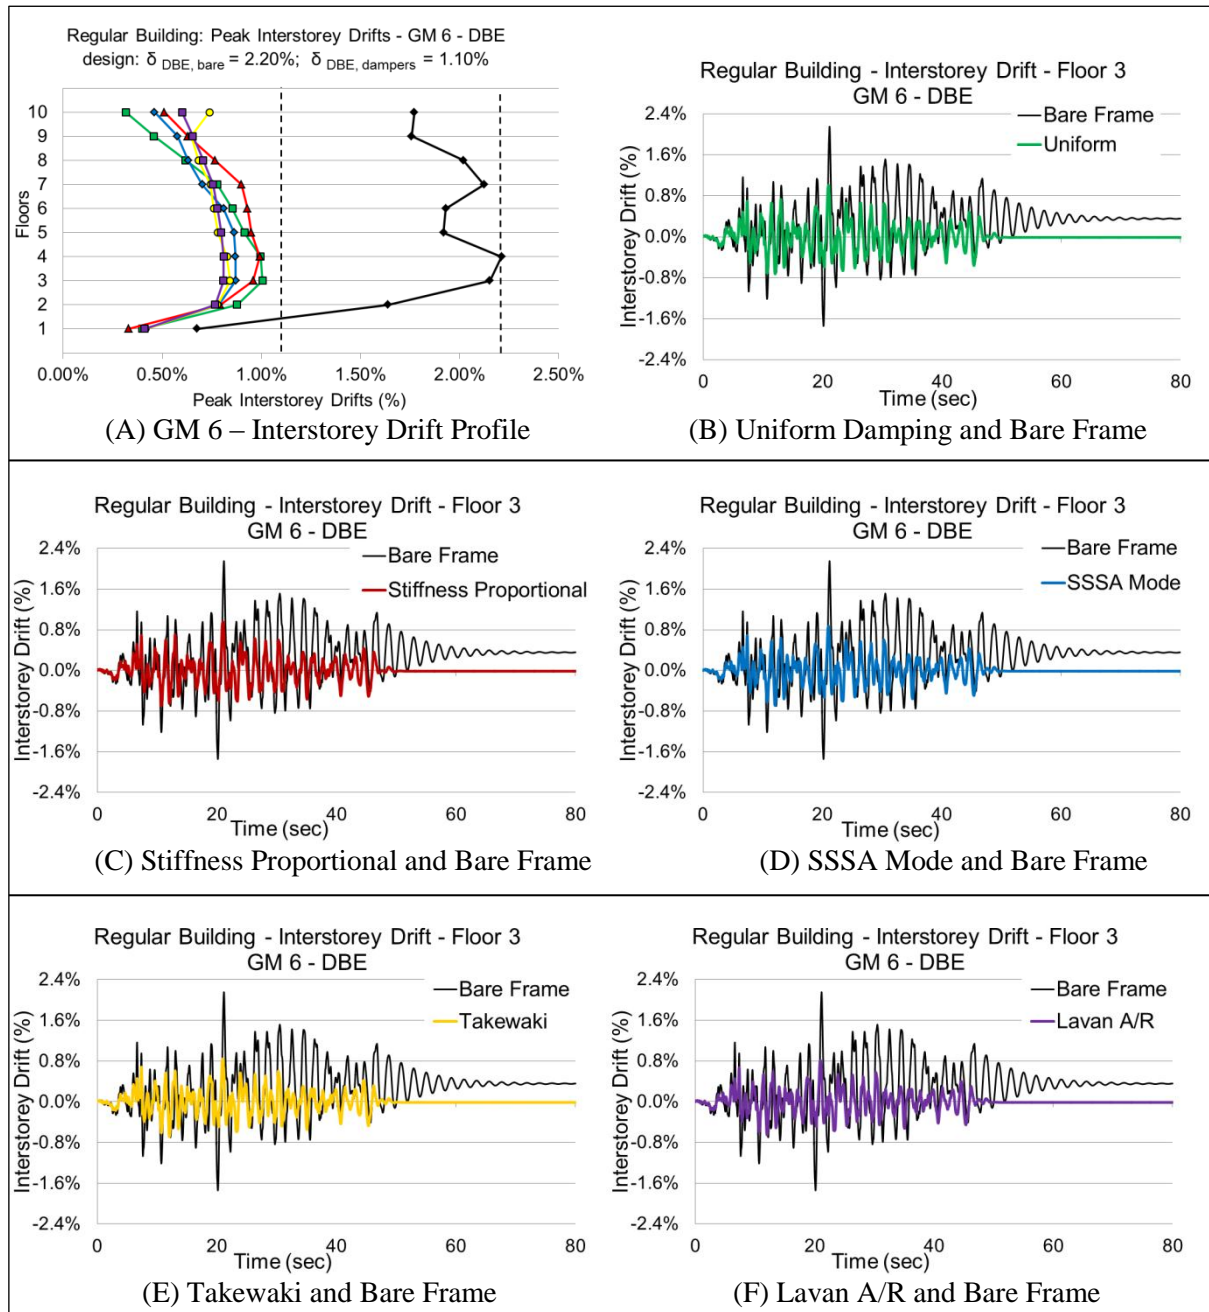 Regular Building: Peak Interstorey Drifts - GM 6 - DBE
design: δ DBE, bare = 2.20%; δ DBE, dampers = 1.10%
Floors
10
9
8
7
6
5
4
3
2
1
0.00% 0.50% 1.00% 1.50% 2.00% 2.50%
Peak Interstorey Drifts (%)
(A) GM 6 – Interstorey Drift Profile
Regular Building - Interstorey Drift - Floor 3
GM 6 - DBE
Interstorey Drift (%)
2.4%
1.6%
0.8%
0.0%
-0.8%
-1.6%
-2.4%
Bare Frame
Uniform
0 20 40 60 80
Time (sec)
(B) Uniform Damping and Bare Frame
Regular Building - Interstorey Drift - Floor 3
GM 6 - DBE
Interstorey Drift (%)
2.4%
1.6%
0.8%
0.0%
-0.8%
-1.6%
-2.4%
Bare Frame
Stiffness Proportional
0 20 40 60 80
Time (sec)
(C) Stiffness Proportional and Bare Frame
Regular Building - Interstorey Drift - Floor 3
GM 6 - DBE
Interstorey Drift (%)
2.4%
1.6%
0.8%
0.0%
-0.8%
-1.6%
-2.4%
Bare Frame
SSSA Mode
0 20 40 60 80
Time (sec)
(D) SSSA Mode and Bare Frame
Regular Building - Interstorey Drift - Floor 3
GM 6 - DBE
Interstorey Drift (%)
2.4%
1.6%
0.8%
0.0%
-0.8%
-1.6%
-2.4%
Bare Frame
Takewaki
0 20 40 60 80
Time (sec)
(E) Takewaki and Bare Frame
Regular Building - Interstorey Drift - Floor 3
GM 6 - DBE
Interstorey Drift (%)
2.4%
1.6%
0.8%
0.0%
-0.8%
-1.6%
-2.4%
Bare Frame
Lavan A/R
0 20 40 60 80
Time (sec)
(F) Lavan A/R and Bare Frame